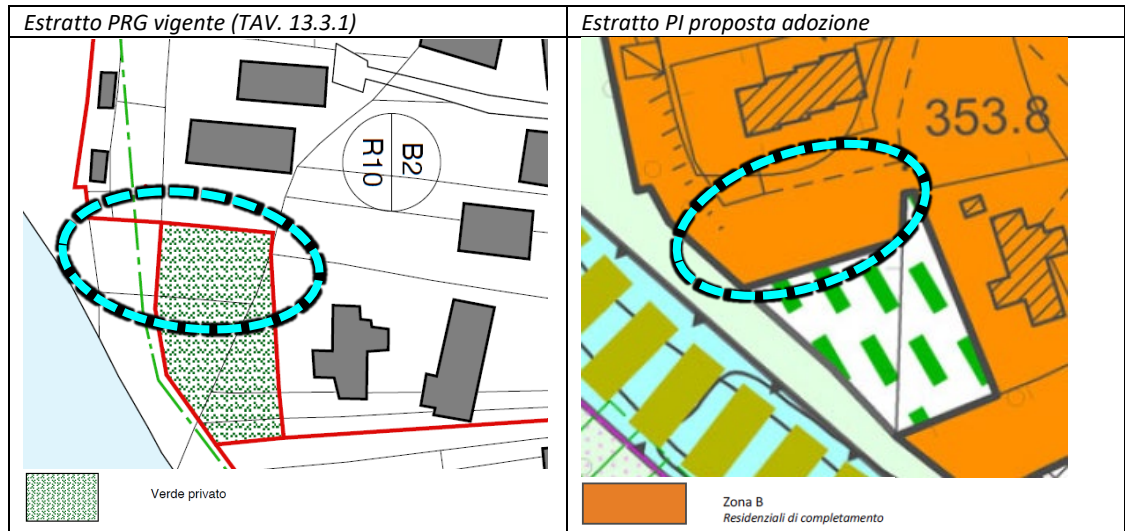 Estratto PRG vigente (TAV. 13.3.1)
Estratto PI proposta adozione
B2
R10
353.8
Verde privato
Zona B
Residenziali di completamento